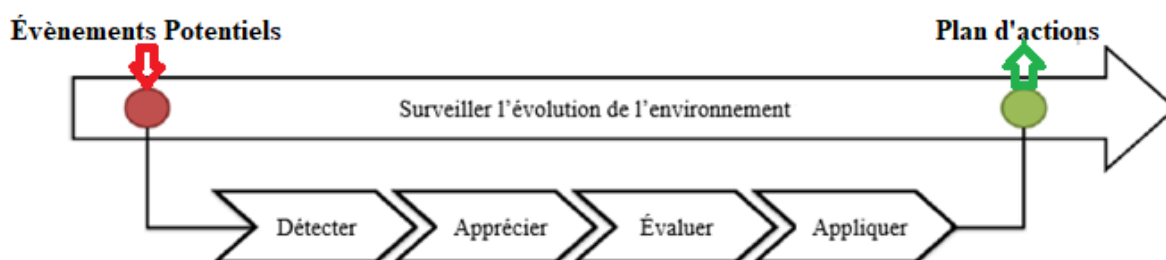 Évènements Potentiels
Plan d'actions
Surveiller l'évolution de l'environnement
Détecter
Apprécier
Évaluer
Appliquer